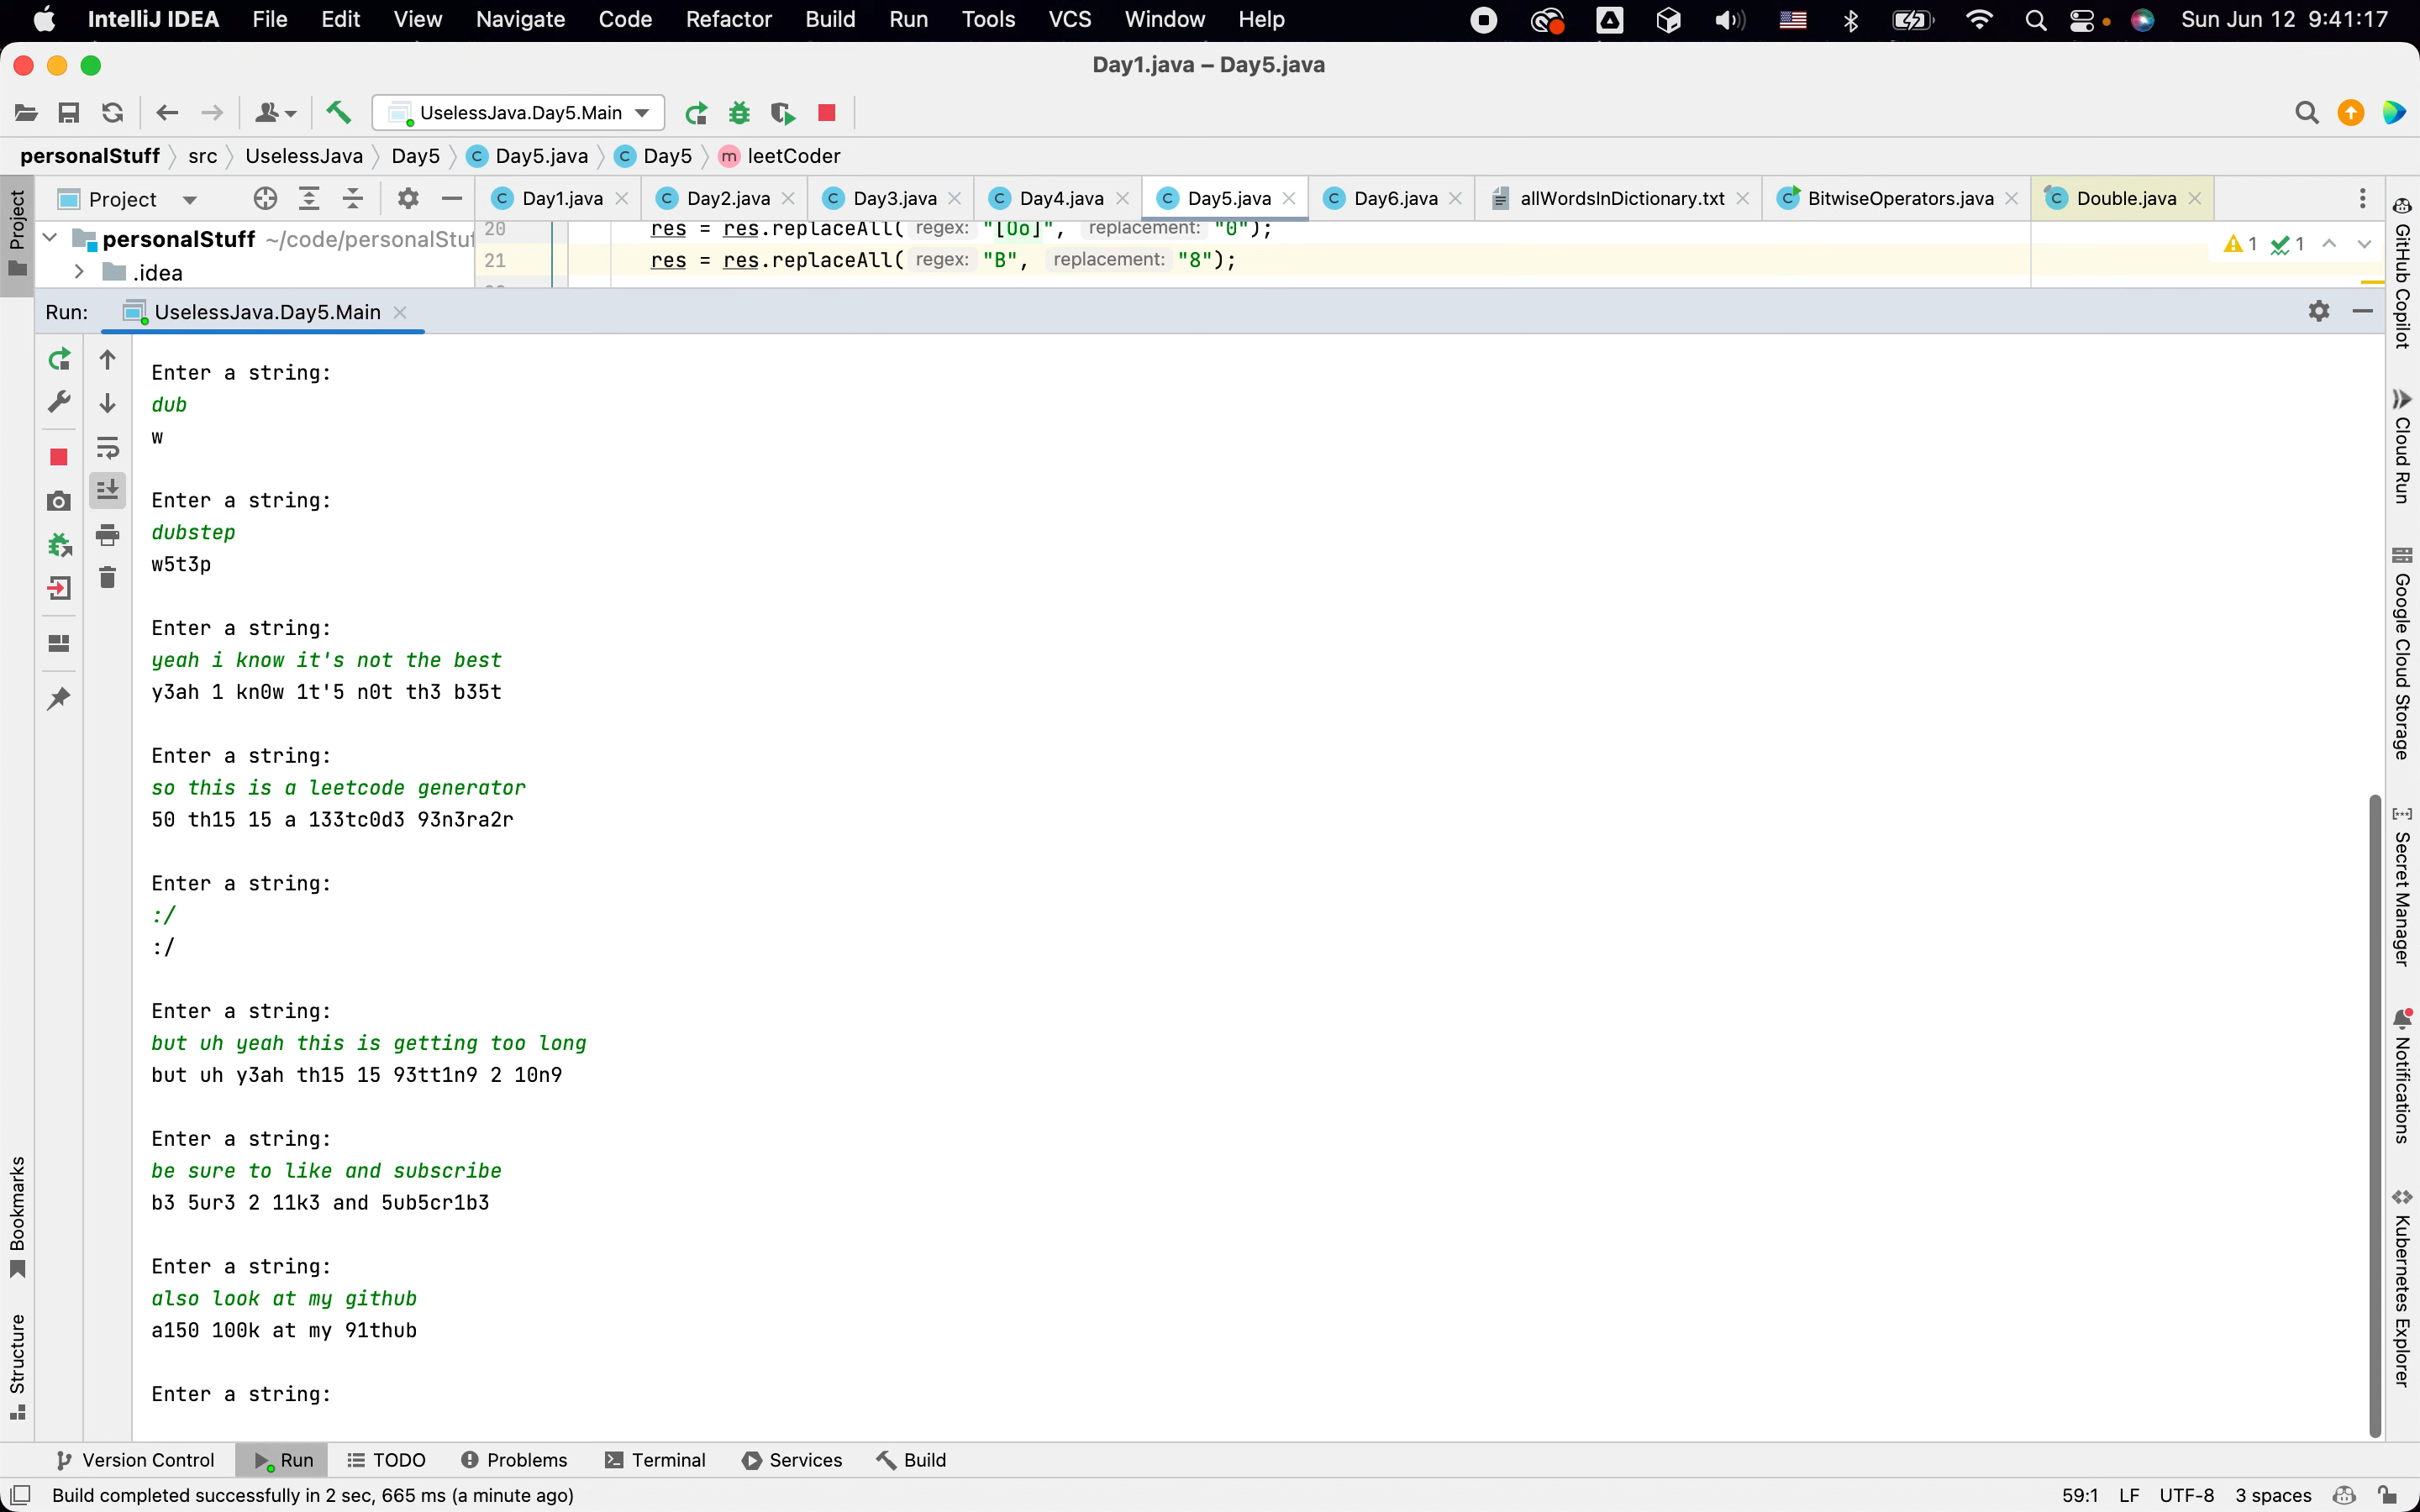 IntelliJ IDEA File Edit View Navigate Code Refactor Build Run Tools VCS Window Help Sun Jun 12 9:41:17
Day1.java – Day5.java
UselessJava.Day5.Main
personalStuff src UselessJava Day5 Day5.java Day5 m leetCoder
Project Day1.java Day2.java Day3.java Day4.java Day5.java Day6.java allWordsInDictionary.txt BitwiseOperators.java Double.java
personalStuff ~/code/personalStuf
.idea
20 res = res.replaceAll( regex: "[Oo]", replacement: "0");
21 res = res.replaceAll( regex: "B", replacement: "8");
1 1
Run: UselessJava.Day5.Main
Enter a string:
dub
w
Enter a string:
dubstep
w5t3p
Enter a string:
yeah i know it's not the best
y3ah 1 kn0w 1t'5 n0t th3 b35t
Enter a string:
so this is a leetcode generator
50 th15 15 a 133tc0d3 93n3ra2r
Enter a string:
:/
:/
Enter a string:
but uh yeah this is getting too long
but uh y3ah th15 15 93tt1n9 2 10n9
Enter a string:
be sure to like and subscribe
b3 5ur3 2 11k3 and 5ub5cr1b3
Enter a string:
also look at my github
a150 100k at my 91thub
Enter a string:
Project
Bookmarks
Structure
GitHub Copilot
Cloud Run
Google Cloud Storage
Secret Manager
Notifications
Kubernetes Explorer
Version Control Run TODO Problems Terminal Services Build
Build completed successfully in 2 sec, 665 ms (a minute ago) 59:1 LF UTF-8 3 spaces